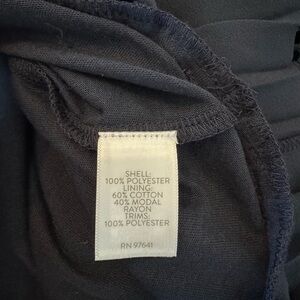 SHELL:
100% POLYESTER
LINING:
60% COTTON
40% MODAL
RAYON
TRIMS:
100% POLYESTER
RN 97641